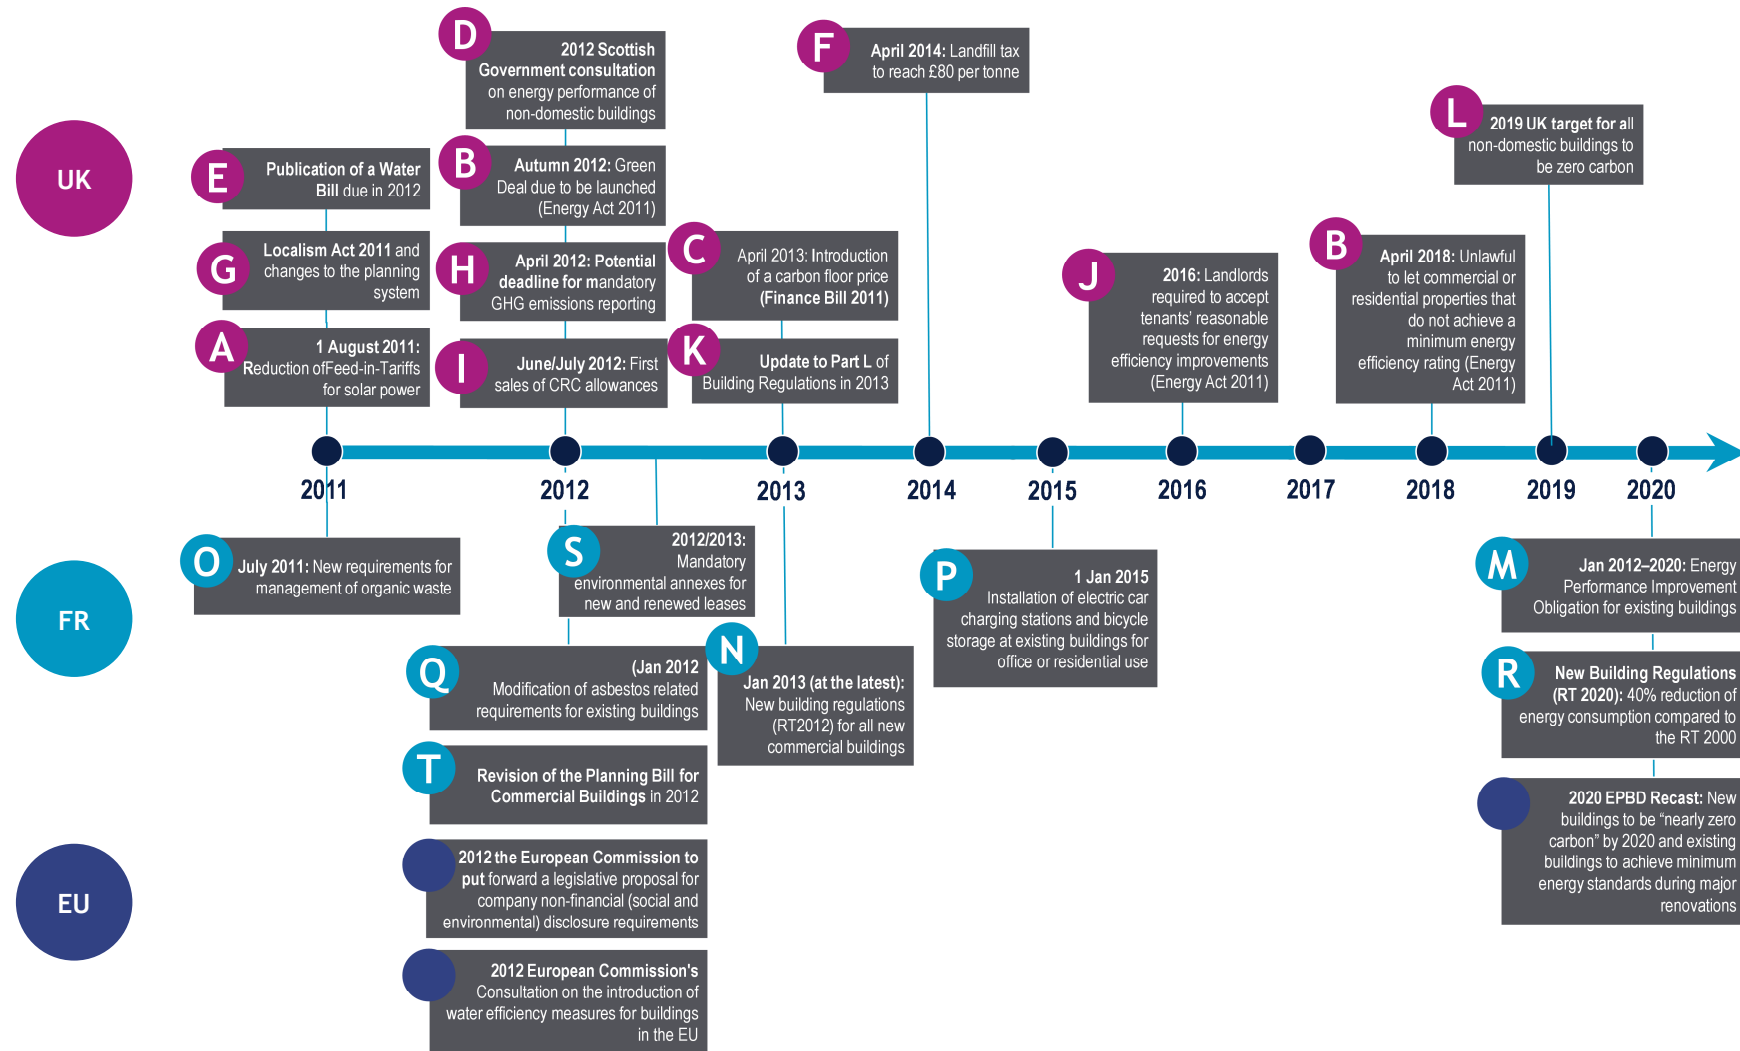 D
2012 Scottish
Government consultation
on energy performance of
non-domestic buildings
F
April 2014: Landfill tax
to reach £80 per tonne
L
2019 UK target for all
non-domestic buildings to
be zero carbon
UK
E
Publication of a Water
Bill due in 2012
B
Autumn 2012: Green
Deal due to be launched
(Energy Act 2011)
G
Localism Act 2011 and
changes to the planning
system
H
April 2012: Potential
deadline for mandatory
GHG emissions reporting
C
April 2013: Introduction
of a carbon floor price
(Finance Bill 2011)
J
2016: Landlords
required to accept
tenants' reasonable
requests for energy
efficiency improvements
(Energy Act 2011)
B
April 2018: Unlawful
to let commercial or
residential properties that
do not achieve a
minimum energy
efficiency rating (Energy
Act 2011)
A
1 August 2011:
Reduction ofFeed-in-Tariffs
for solar power
I
June/July 2012: First
sales of CRC allowances
K
Update to Part L of
Building Regulations in 2013
2011 2012 2013 2014 2015 2016 2017 2018 2019 2020
FR
O
July 2011: New requirements for
management of organic waste
S
2012/2013:
Mandatory
environmental annexes for
new and renewed leases
P
1 Jan 2015
Installation of electric car
charging stations and bicycle
storage at existing buildings for
office or residential use
M
Jan 2012–2020: Energy
Performance Improvement
Obligation for existing buildings
Q
(Jan 2012
Modification of asbestos related
requirements for existing buildings
N
Jan 2013 (at the latest):
New building regulations
(RT2012) for all new
commercial buildings
R
New Building Regulations
(RT 2020): 40% reduction of
energy consumption compared to
the RT 2000
T
Revision of the Planning Bill for
Commercial Buildings in 2012
EU
2012 the European Commission to
put forward a legislative proposal for
company non-financial (social and
environmental) disclosure requirements
2020 EPBD Recast: New
buildings to be “nearly zero
carbon” by 2020 and existing
buildings to achieve minimum
energy standards during major
renovations
2012 European Commission's
Consultation on the introduction of
water efficiency measures for buildings
in the EU